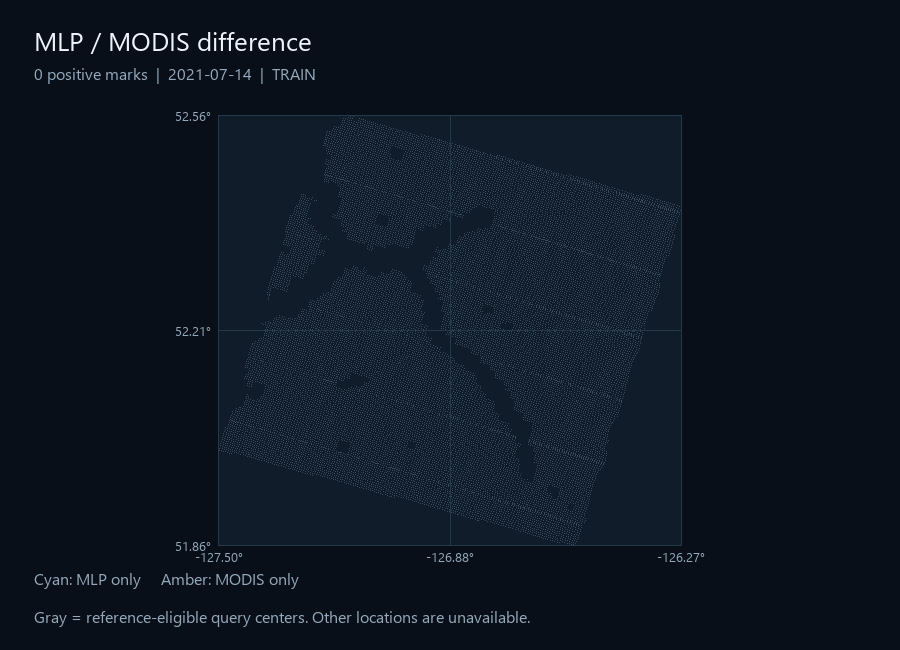 MLP / MODIS difference
0 positive marks | 2021-07-14 | TRAIN
52.56°
52.21°
51.86°
-127.50° -126.88° -126.27°
Cyan: MLP only Amber: MODIS only
Gray = reference-eligible query centers. Other locations are unavailable.